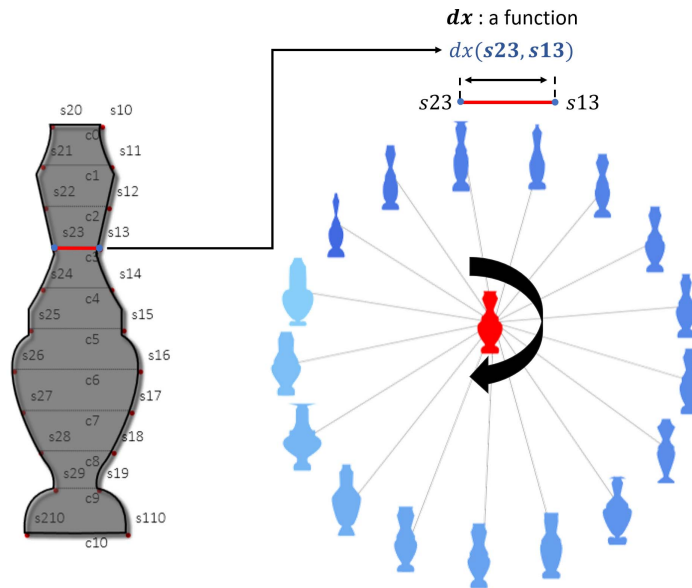 dx : a function
dx(s23, s13)
s23 s13
s20 s10
c0
s21 s11
c1
s22 s12
c2
s23 s13
c3
s24 s14
c4
s25 s15
c5
s26 s16
c6
s27 s17
c7
s28 s18
c8
s29 s19
c9
s210 s110
c10